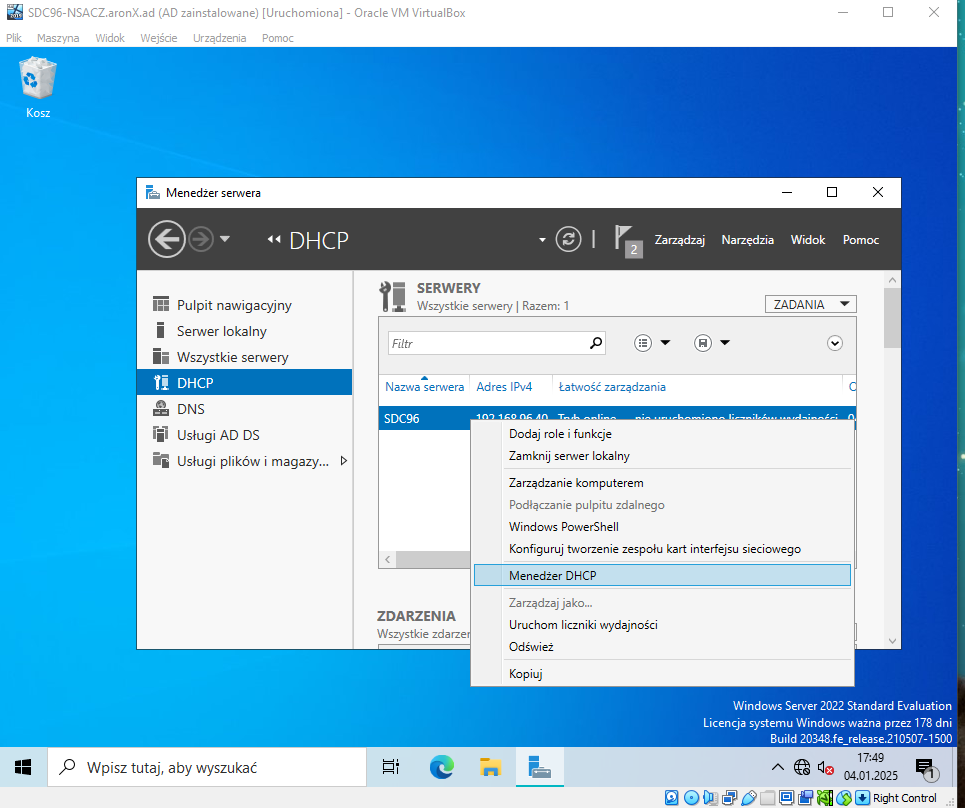 SDC96-NSACZ.aronX.ad (AD zainstalowane) [Uruchomiona] - Oracle VM VirtualBox
Plik Maszyna Widok Wejście Urządzenia Pomoc
Kosz
Menedżer serwera
DHCP
2
Zarządzaj Narzędzia Widok Pomoc
Pulpit nawigacyjny
Serwer lokalny
Wszystkie serwery
DHCP
DNS
Usługi AD DS
Usługi plików i magazy...
SERWERY
Wszystkie serwery | Razem: 1
ZADANIA
Filtr
Nazwa serwera Adres IPv4 Łatwość zarządzania
SDC96 192.168.96.40 Tryb online — nie uruchomiono liczników wydajności
Dodaj role i funkcje
Zamknij serwer lokalny
Zarządzanie komputerem
Podłączanie pulpitu zdalnego
Windows PowerShell
Konfiguruj tworzenie zespołu kart interfejsu sieciowego
Menedżer DHCP
Zarządzaj jako...
Uruchom liczniki wydajności
Odśwież
Kopiuj
ZDARZENIA
Wszystkie zdarzer
Windows Server 2022 Standard Evaluation
Licencja systemu Windows ważna przez 178 dni
Build 20348.fe_release.210507-1500
Wpisz tutaj, aby wyszukać
17:49
04.01.2025
1
Right Control